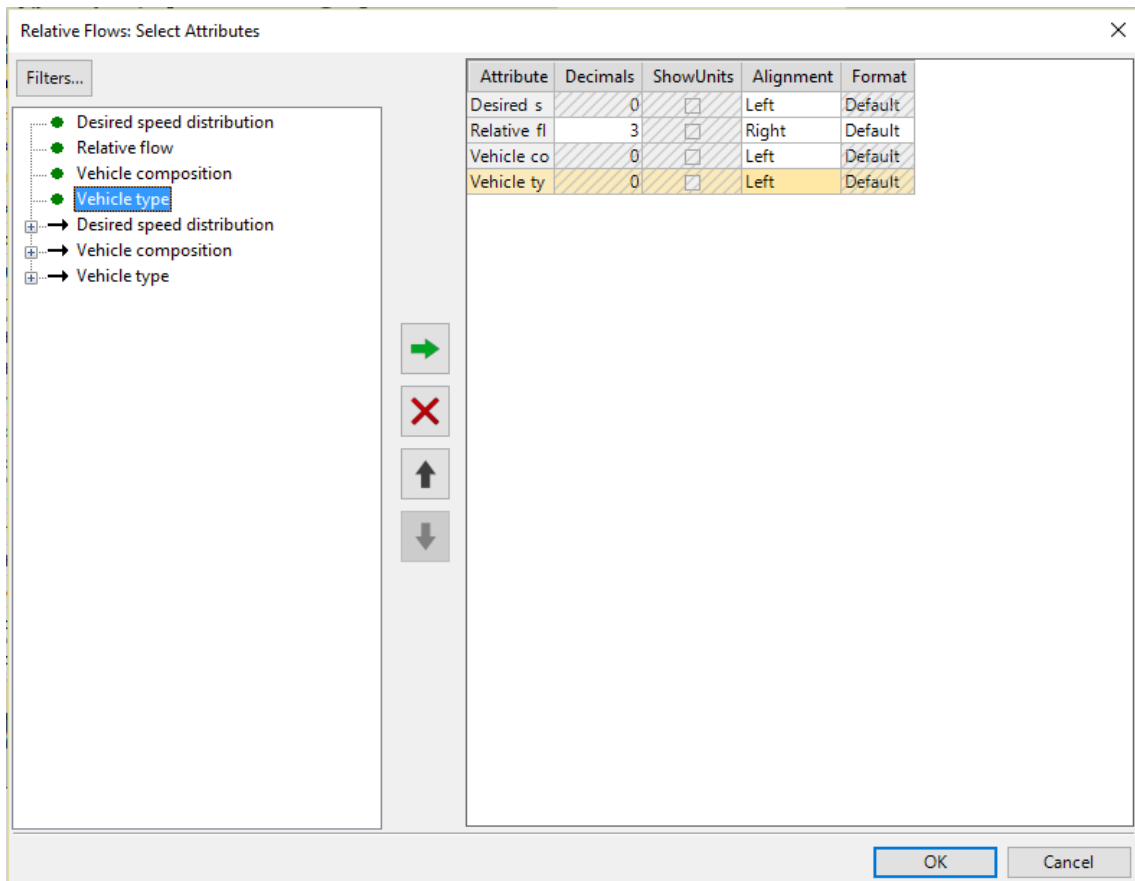 Relative Flows: Select Attributes
Filters...
Desired speed distribution
Relative flow
Vehicle composition
Vehicle type
Desired speed distribution
Vehicle composition
Vehicle type
Attribute Decimals ShowUnits Alignment Format
Desired s 0 Left Default
Relative fl 3 Right Default
Vehicle co 0 Left Default
Vehicle ty 0 Left Default
OK Cancel